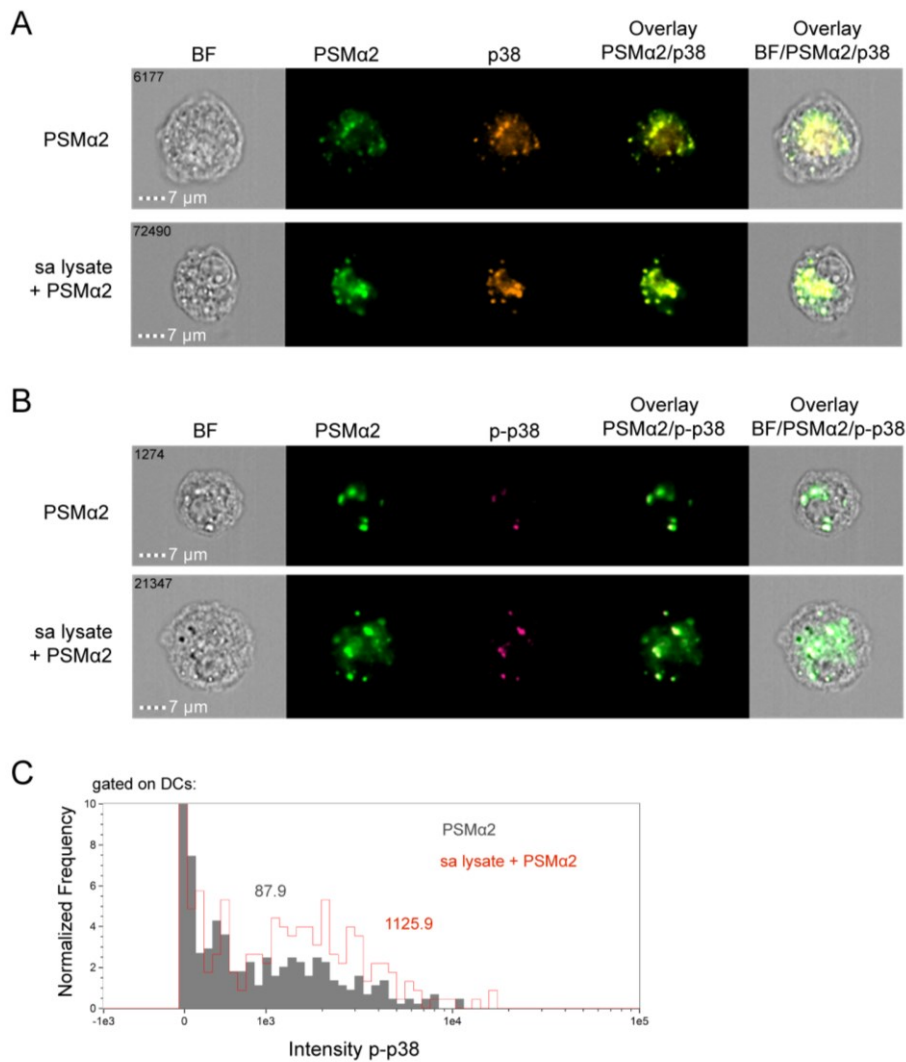 A
BF PSMα2 p38 Overlay PSMα2/p38 Overlay BF/PSMα2/p38
PSMα2
6177
7 µm
sa lysate + PSMα2
72490
7 µm
B
BF PSMα2 p-p38 Overlay PSMα2/p-p38 Overlay BF/PSMα2/p-p38
PSMα2
1274
7 µm
sa lysate + PSMα2
21347
7 µm
C
gated on DCs:
Normalized Frequency
10
8
6
4
2
0
PSMα2
sa lysate + PSMα2
87.9
1125.9
-1e3 0 1e3 1e4 1e5
Intensity p-p38